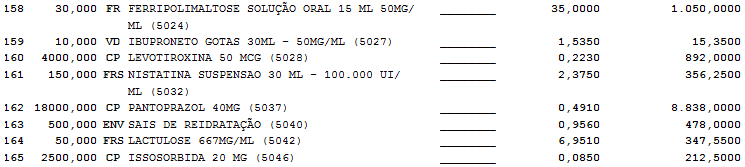 158 30,000 FR FERRIPOLIMALTOSE SOLUÇÃO ORAL 15 ML 50MG/ ________ 35,0000 1.050,0000
ML (5024)
159 10,000 VD IBUPRONETO GOTAS 30ML - 50MG/ML (5027) ________ 1,5350 15,3500
160 4000,000 CP LEVOTIROXINA 50 MCG (5028) ________ 0,2230 892,0000
161 150,000 FRS NISTATINA SUSPENSAO 30 ML - 100.000 UI/ ________ 2,3750 356,2500
ML (5032)
162 18000,000 CP PANTOPRAZOL 40MG (5037) ________ 0,4910 8.838,0000
163 500,000 ENV SAIS DE REIDRATAÇÃO (5040) ________ 0,9560 478,0000
164 50,000 FRS LACTULOSE 667MG/ML (5042) ________ 6,9510 347,5500
165 2500,000 CP ISSOSORBIDA 20 MG (5046) ________ 0,0850 212,5000